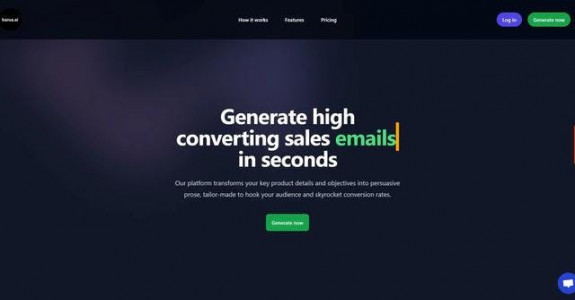 How it works
Features
Pricing
Log in
Generate now
Generate high
converting sales emails
in seconds
Our platform transforms your key product details and objectives into persuasive
prose, tailor-made to hook your audience and skyrocket conversion rates.
Generate now